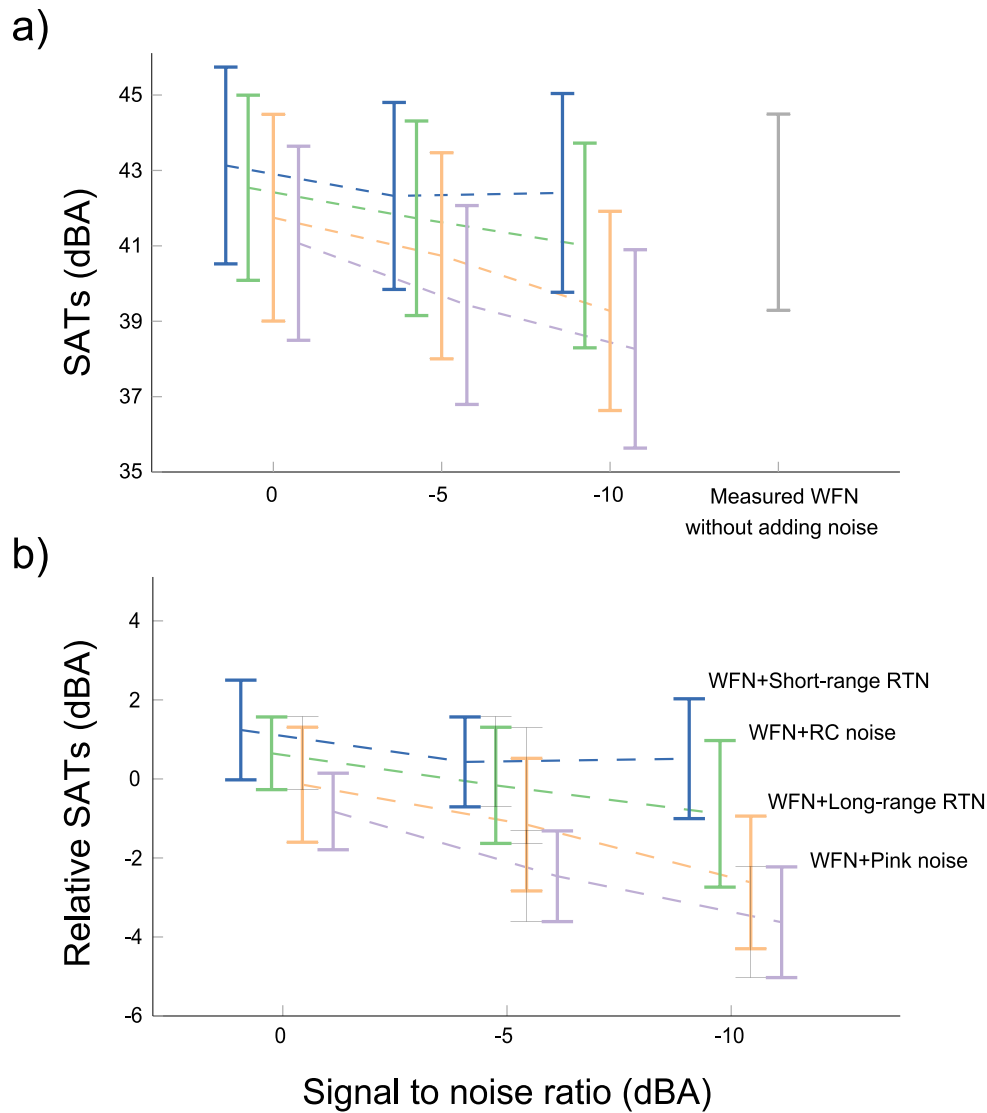 a)
SATs (dBA)
45
43
41
39
37
35
0
-5
-10
Measured WFN
without adding noise
b)
Relative SATs (dBA)
4
2
0
-2
-4
-6
WFN+Short-range RTN
WFN+RC noise
WFN+Long-range RTN
WFN+Pink noise
0
-5
-10
Signal to noise ratio (dBA)